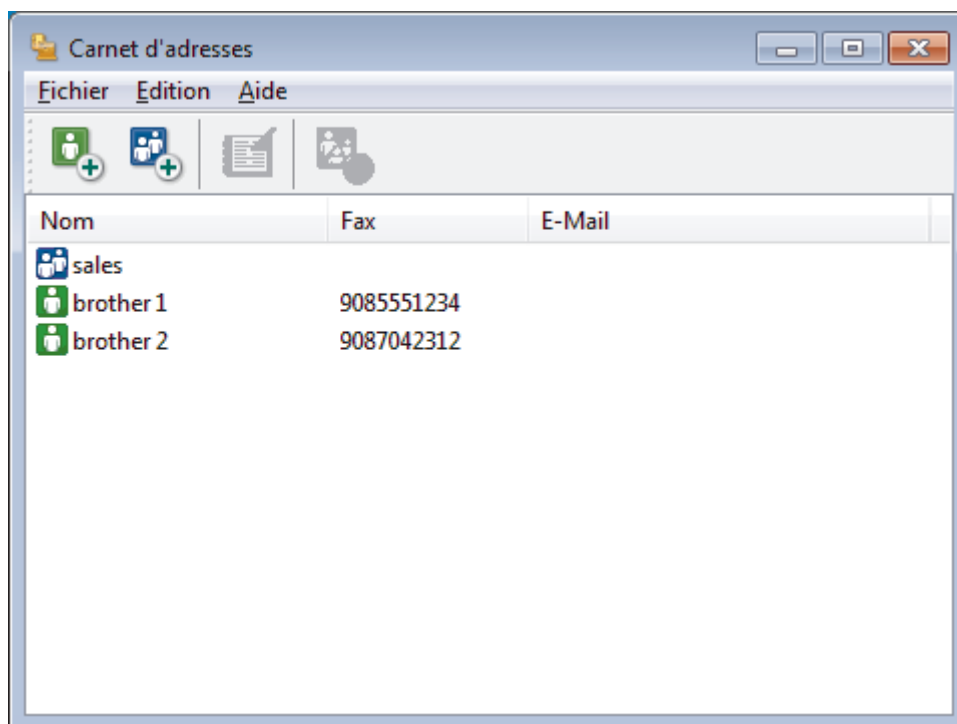 Carnet d'adresses
Fichier Edition Aide
Nom Fax E-Mail
sales
brother 1 9085551234
brother 2 9087042312